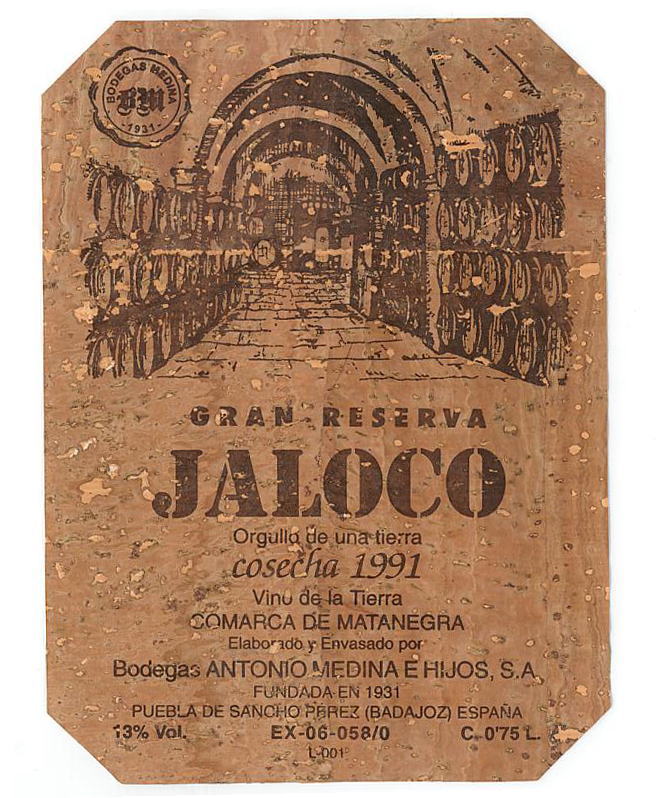 BODEGAS MEDINA
BM
-1931-
GRAN RESERVA
JALOCO
Orgullo de una tierra
cosecha 1991
Vino de la Tierra
COMARCA DE MATANEGRA
Elaborado y Envasado por
Bodegas ANTONIO MEDINA E HIJOS, S.A.
FUNDADA EN 1931
PUEBLA DE SANCHO PEREZ (BADAJOZ) ESPAÑA
13% Vol. EX-06-058/0 C. 0'75 L.
L-001